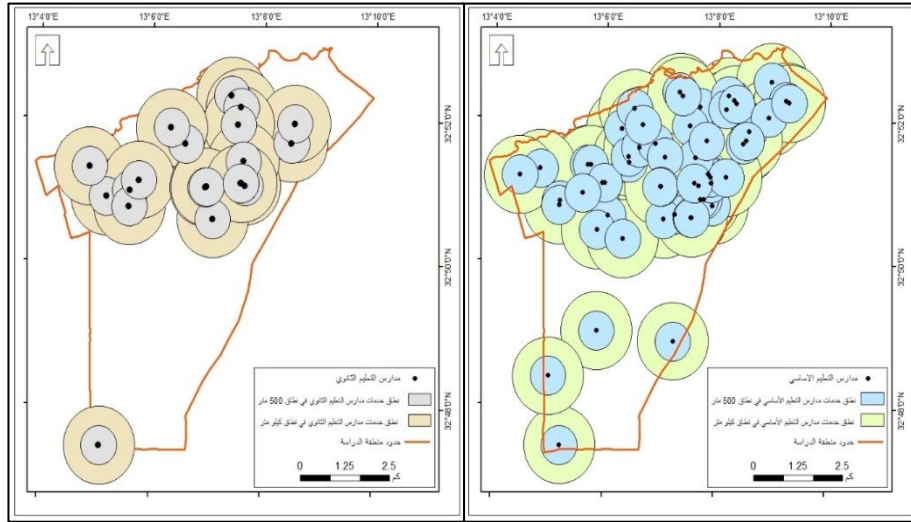 13°4'0"E 13°6'0"E 13°8'0"E 13°10'0"E
32°52'0"N
32°50'0"N
32°48'0"N
مدارس التعليم الثانوي
نطاق خدمات مدارس التعليم الثانوي في نطاق 500 متر
نطاق خدمات مدارس التعليم الثانوي في نطاق كيلو متر
حدود منطقة الدراسة
0 1.25 2.5
كم
13°4'0"E 13°6'0"E 13°8'0"E 13°10'0"E
32°52'0"N
32°50'0"N
32°48'0"N
مدارس التعليم الاساسي
نطاق خدمات مدارس التعليم الأساسي في نطاق 500 متر
نطاق خدمات مدارس التعليم الأساسي في نطاق كيلو متر
حدود منطقة الدراسة
0 1.25 2.5
كم